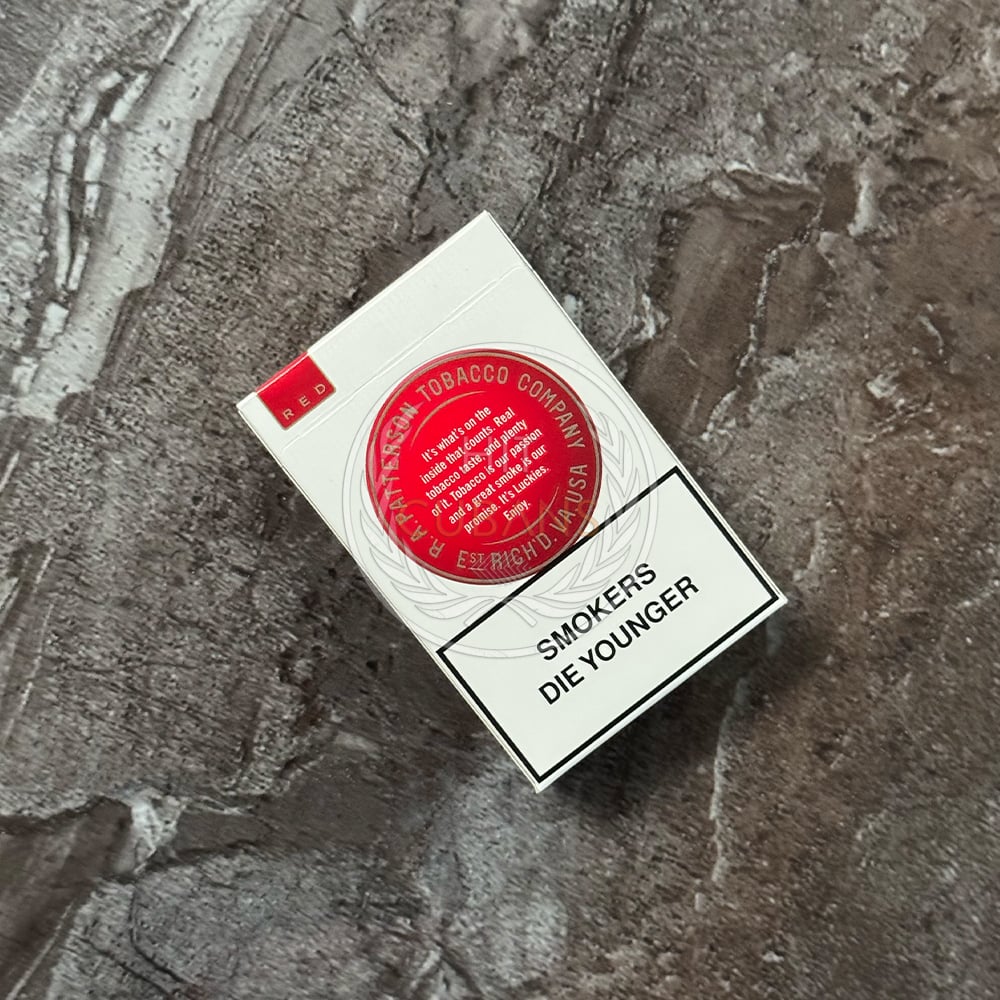 RED
R.A. PATTERSON TOBACCO COMPANY
It's what's on the
inside that counts. Real
tobacco taste, and plenty
of it. Tobacco is our passion
and a great smoke is our
promise. It's Luckies.
Enjoy.
EST. RICH'D. VA USA
SMOKERS
DIE YOUNGER